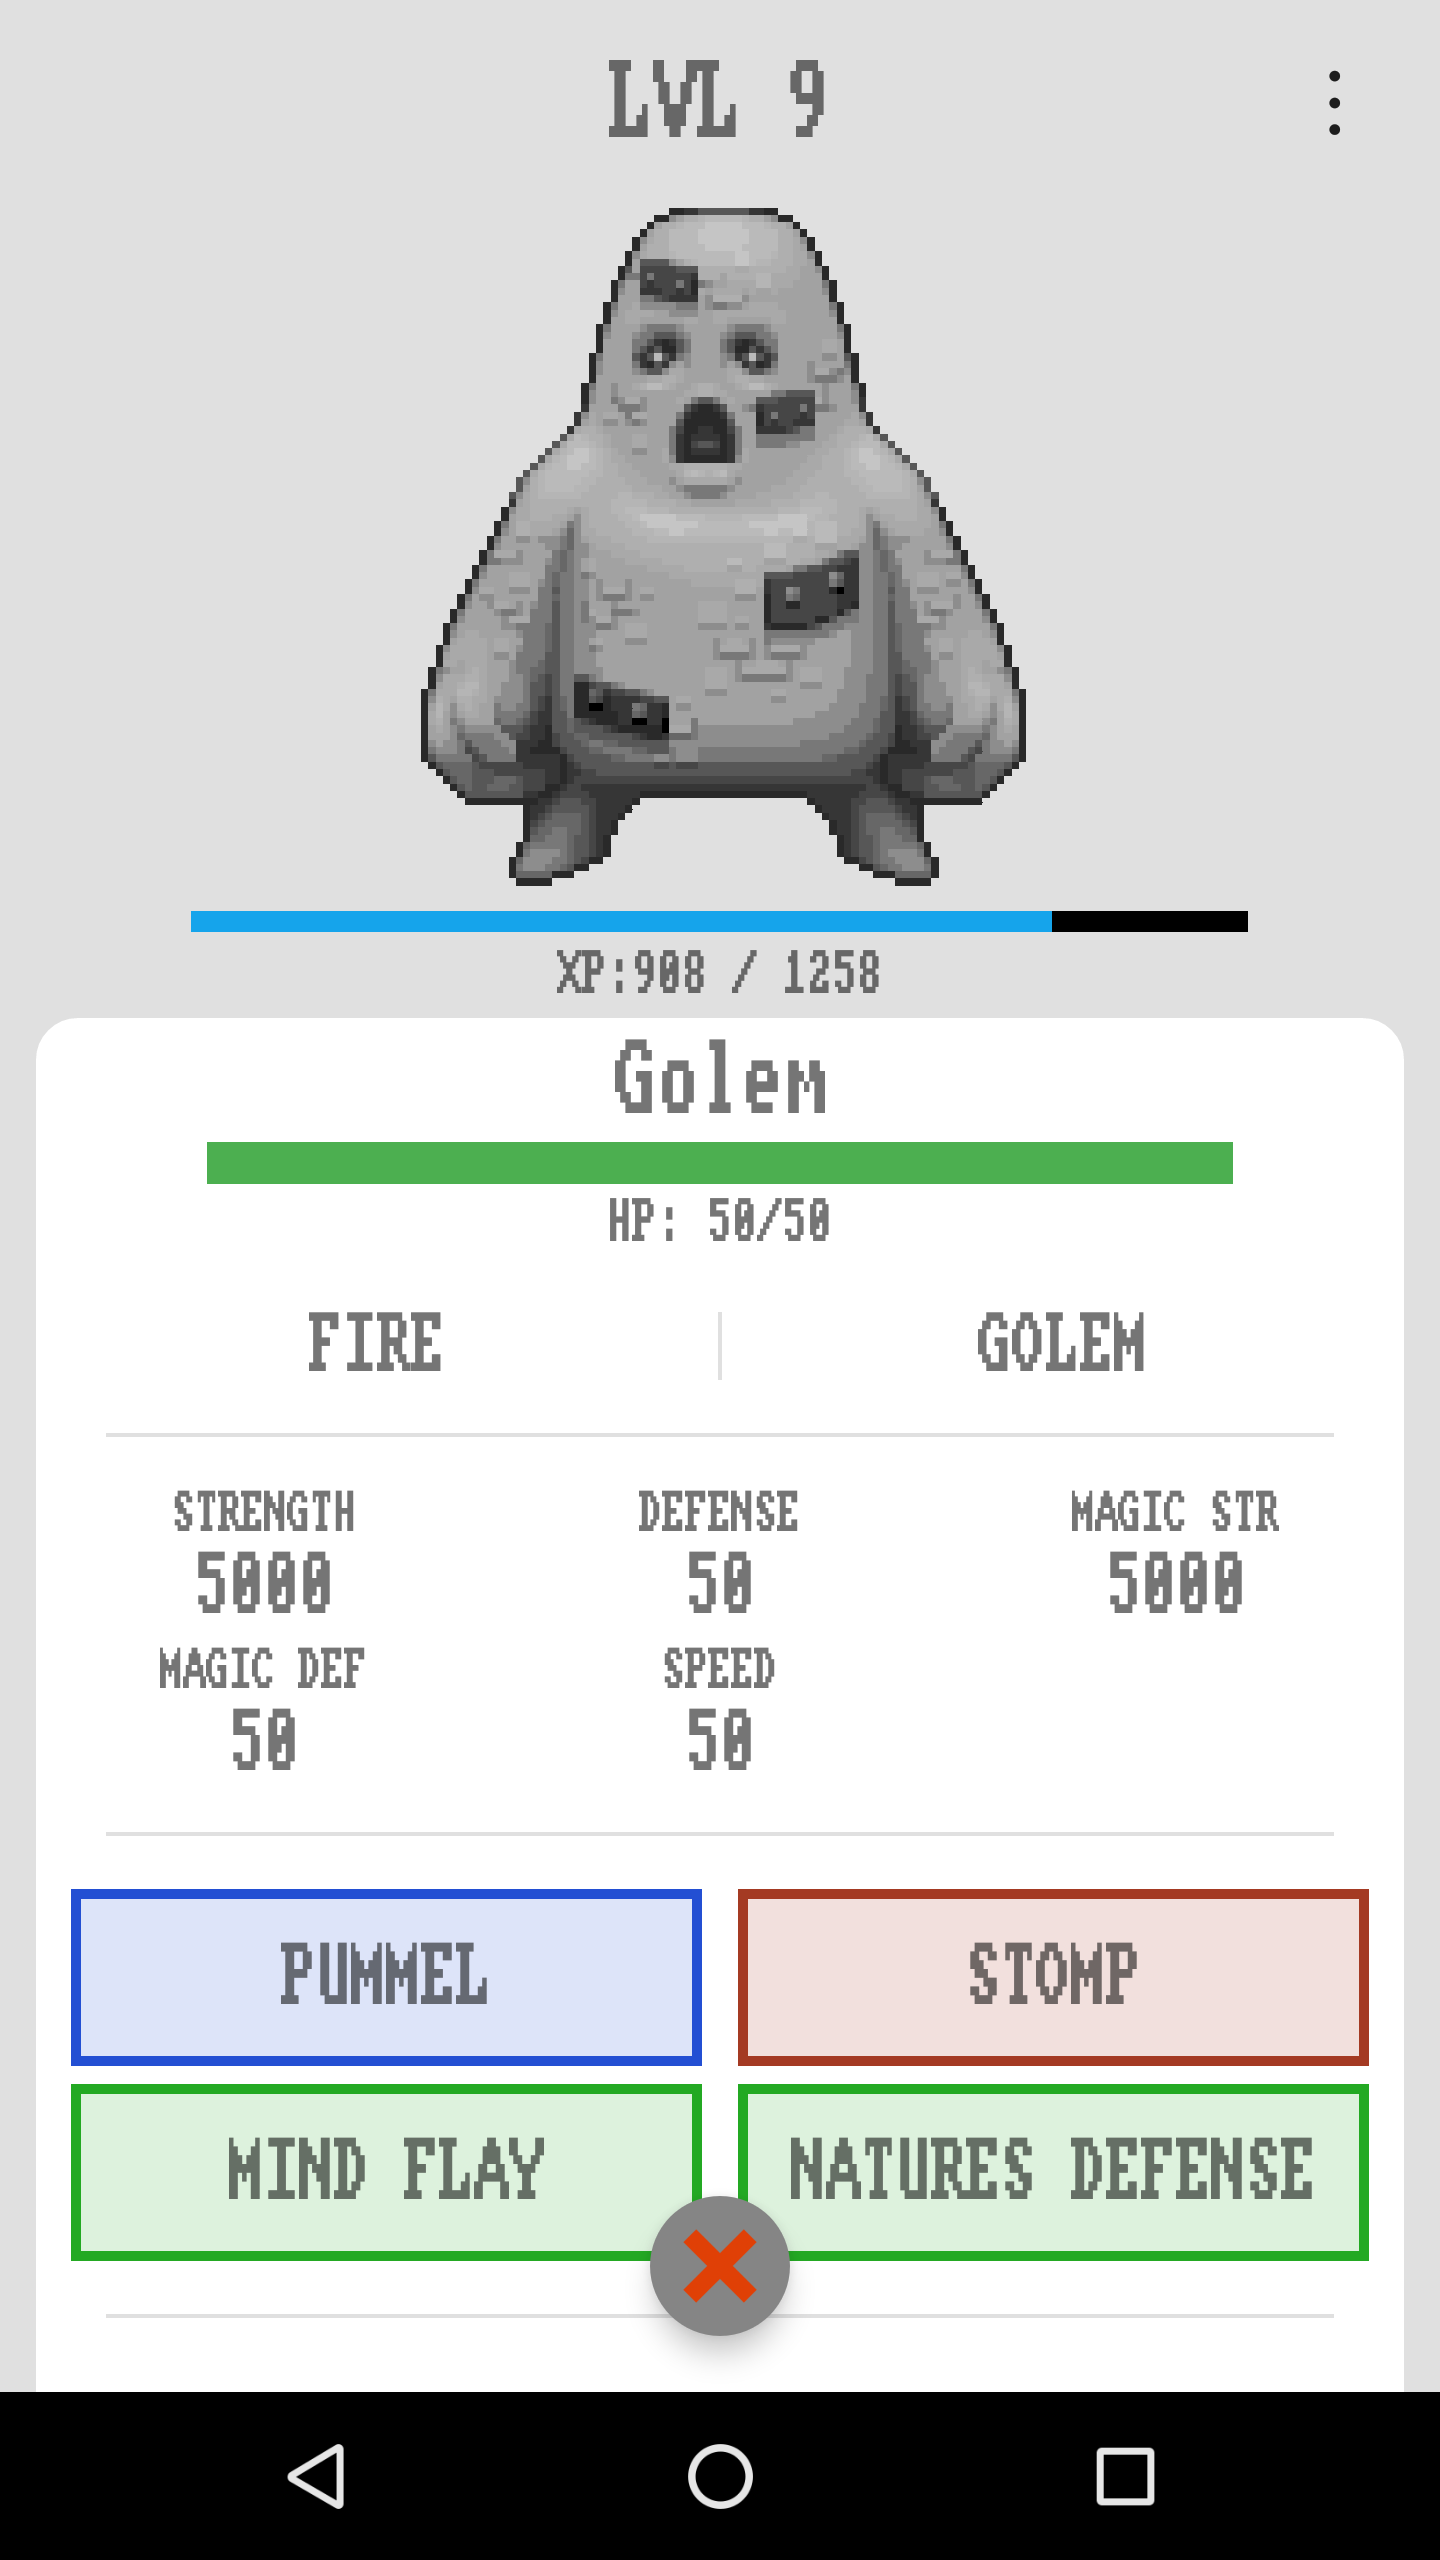 LVL 9
XP:908 / 1258
Golem
HP: 50/50
FIRE GOLEM
STRENGTH DEFENSE MAGIC STR
5000 50 5000
MAGIC DEF SPEED
50 50
PUMMEL STOMP
MIND FLAY NATURES DEFENSE